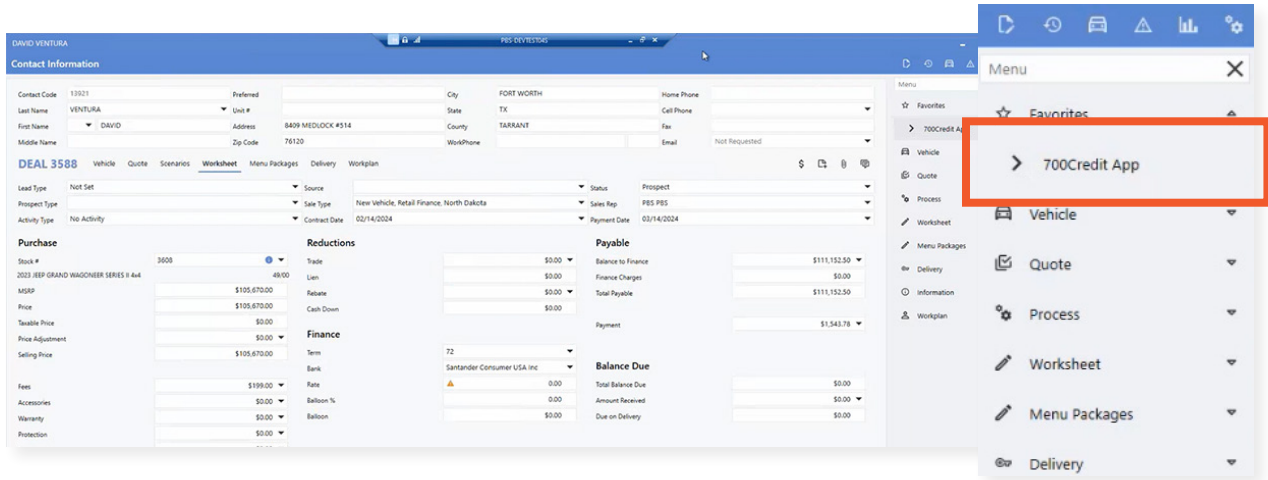 DAVID VENTURA
PBS-DEVTEST04S
Contact Information
Contact Code 13921 Preferred City FORT WORTH Home Phone
Last Name VENTURA Unit # State TX Cell Phone
First Name DAVID Address 8409 MEDLOCK #514 County TARRANT Fax
Middle Name Zip Code 76120 WorkPhone Email Not Requested
DEAL 3588 Vehicle Quote Scenarios Worksheet Menu Packages Delivery Workplan $
Lead Type Not Set Source Status Prospect
Prospect Type Sale Type New Vehicle, Retail Finance, North Dakota Sales Rep PBS PBS
Activity Type No Activity Contract Date 02/14/2024 Payment Date 03/14/2024
Purchase
Stock # 3608
2023 JEEP GRAND WAGONEER SERIES II 4x4 49/00
MSRP $105,670.00
Price $105,670.00
Taxable Price $0.00
Price Adjustment $0.00
Selling Price $105,670.00
Fees $199.00
Accessories $0.00
Warranty $0.00
Protection $0.00
Reductions
Trade $0.00
Lien $0.00
Rebate $0.00
Cash Down $0.00
Finance
Term 72
Bank Santander Consumer USA Inc
Rate 0.00
Balloon % 0.00
Balloon $0.00
Payable
Balance to Finance $111,152.50
Finance Charges $0.00
Total Payable $111,152.50
Payment $1,543.78
Balance Due
Total Balance Due $0.00
Amount Received $0.00
Due on Delivery $0.00
Menu
Favorites
700Credit Ap
Vehicle
Quote
Process
Worksheet
Menu Packages
Delivery
Information
Workplan
Menu
Favorites
700Credit App
Vehicle
Quote
Process
Worksheet
Menu Packages
Delivery